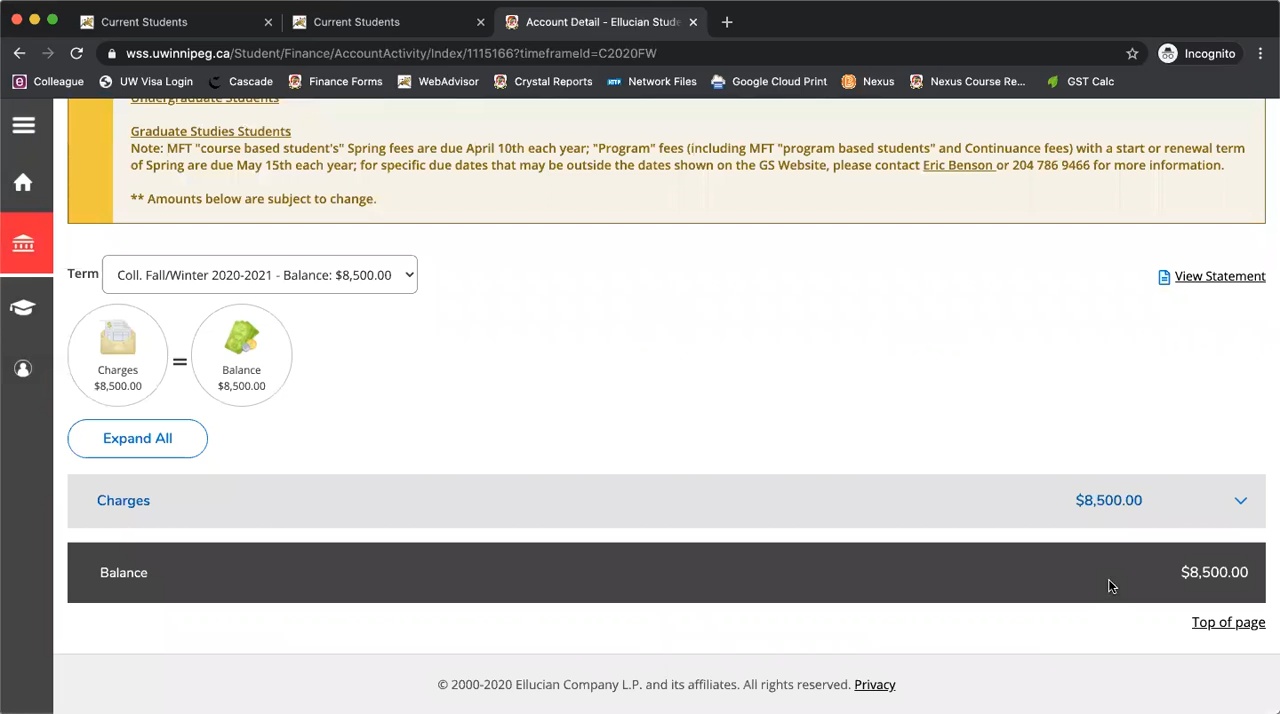 Current Students
Current Students
Account Detail - Ellucian Stude
wss.uwinnipeg.ca/Student/Finance/AccountActivity/Index/1115166?timeframeId=C2020FW
Incognito
Colleague
UW Visa Login
Cascade
Finance Forms
WebAdvisor
Crystal Reports
Network Files
Google Cloud Print
Nexus
Nexus Course Re...
GST Calc
Undergraduate Students
Graduate Studies Students
Note: MFT "course based student's" Spring fees are due April 10th each year; "Program" fees (including MFT "program based students" and Continuance fees) with a start or renewal term
of Spring are due May 15th each year; for specific due dates that may be outside the dates shown on the GS Website, please contact Eric Benson or 204 786 9466 for more information.
** Amounts below are subject to change.
Term
Coll. Fall/Winter 2020-2021 - Balance: $8,500.00
View Statement
Charges
$8,500.00
=
Balance
$8,500.00
Expand All
Charges $8,500.00
Balance $8,500.00
Top of page
© 2000-2020 Ellucian Company L.P. and its affiliates. All rights reserved. Privacy